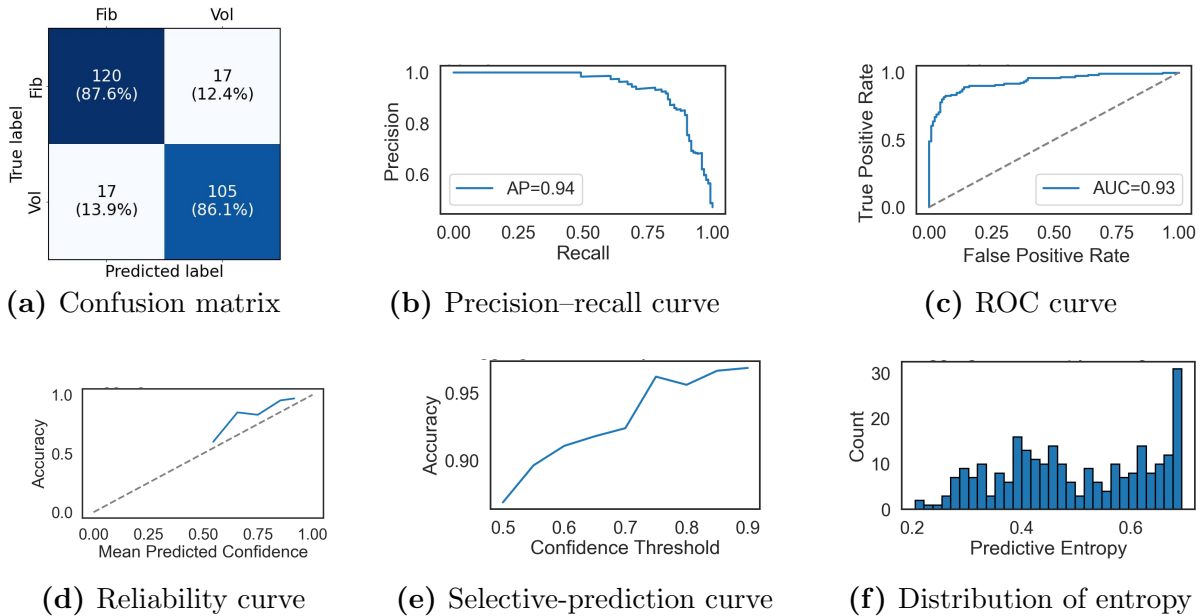 Fib Vol
True label
Fib
120
(87.6%)
17
(12.4%)
Vol
17
(13.9%)
105
(86.1%)
Predicted label
(a) Confusion matrix
Precision
1.0
0.8
0.6
AP=0.94
0.00 0.25 0.50 0.75 1.00
Recall
(b) Precision–recall curve
True Positive Rate
1.0
0.5
0.0
AUC=0.93
0.00 0.25 0.50 0.75 1.00
False Positive Rate
(c) ROC curve
Accuracy
1.0
0.5
0.0
0.00 0.25 0.50 0.75 1.00
Mean Predicted Confidence
(d) Reliability curve
Accuracy
0.95
0.90
0.5 0.6 0.7 0.8 0.9
Confidence Threshold
(e) Selective-prediction curve
Count
30
20
10
0
0.2 0.4 0.6
Predictive Entropy
(f) Distribution of entropy